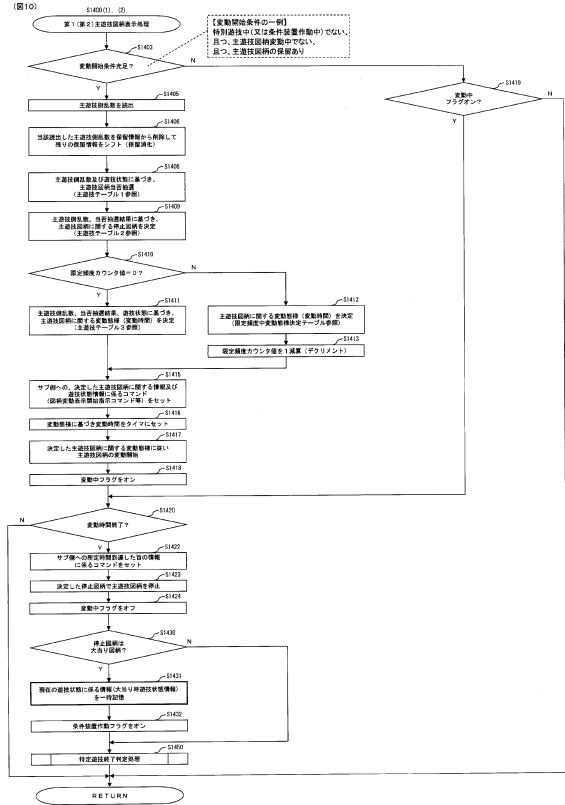 (図10)
S1400(1)、(2)
第1(第2)主遊技図柄表示処理
【変動開始条件の一例】
特別遊技中(又は条件装置作動中)でない、
且つ、主遊技図柄変動中でない、
且つ、主遊技図柄の保留あり
S1403
変動開始条件充足?
N
Y
S1419
変動中
フラグオン?
N
Y
S1405
主遊技側乱数を読出
S1406
当該読出した主遊技側乱数を保留情報から削除して
残りの保留情報をシフト(保留消化)
S1408
主遊技側乱数及び遊技状態に基づき、
主遊技図柄当否抽選
(主遊技テーブル1参照)
S1409
主遊技側乱数、当否抽選結果に基づき、
主遊技図柄に関する停止図柄を決定
(主遊技テーブル2参照)
S1410
限定頻度カウンタ値=0?
N
Y
S1411
主遊技側乱数、当否抽選結果、遊技状態に基づき、
主遊技図柄に関する変動態様(変動時間)を決定
(主遊技テーブル3参照)
S1412
主遊技図柄に関する変動態様(変動時間)を決定
(限定頻度中変動態様決定テーブル参照)
S1413
限定頻度カウンタ値を1減算(デクリメント)
S1415
サブ側への、決定した主遊技図柄に関する情報及び
遊技状態情報に係るコマンド
(図柄変動表示開始指示コマンド等)をセット
S1416
変動態様に基づき変動時間をタイマにセット
S1417
決定した主遊技図柄に関する変動態様に従い
主遊技図柄の変動開始
S1418
変動中フラグをオン
S1420
変動時間終了?
N
Y
S1422
サブ側への所定時間到達した旨の情報
に係るコマンドをセット
S1423
決定した停止図柄で主遊技図柄を停止
S1424
変動中フラグをオフ
S1430
停止図柄は
大当り図柄?
N
Y
S1431
現在の遊技状態に係る情報(大当り時遊技状態情報)
を一時記憶
S1432
条件装置作動フラグをオン
S1450
特定遊技終了判定処理
RETURN